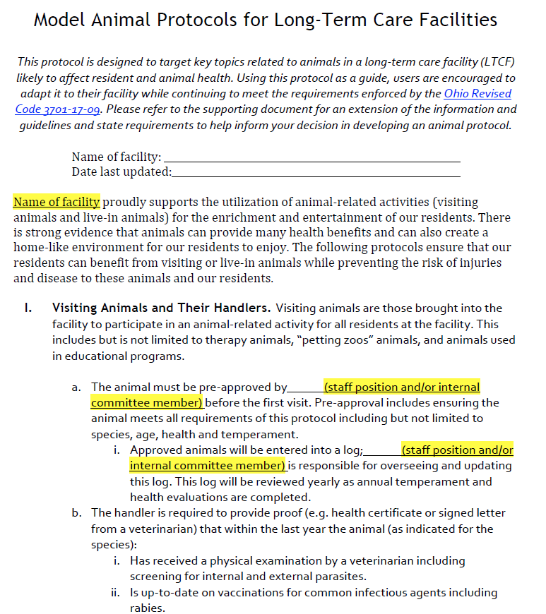 Model Animal Protocols for Long-Term Care Facilities
This protocol is designed to target key topics related to animals in a long-term care facility (LTCF)
likely to affect resident and animal health. Using this protocol as a guide, users are encouraged to
adapt it to their facility while continuing to meet the requirements enforced by the Ohio Revised
Code 3701-17-09. Please refer to the supporting document for an extension of the information and
guidelines and state requirements to help inform your decision in developing an animal protocol.
Name of facility:
Date last updated:
Name of facility proudly supports the utilization of animal-related activities (visiting
animals and live-in animals) for the enrichment and entertainment of our residents. There
is strong evidence that animals can provide many health benefits and can also create a
home-like environment for our residents to enjoy. The following protocols ensure that our
residents can benefit from visiting or live-in animals while preventing the risk of injuries
and disease to these animals and our residents.
I. Visiting Animals and Their Handlers. Visiting animals are those brought into the
facility to participate in an animal-related activity for all residents at the facility. This
includes but is not limited to therapy animals, “petting zoos” animals, and animals used
in educational programs.
a. The animal must be pre-approved by (staff position and/or internal
committee member) before the first visit. Pre-approval includes ensuring the
animal meets all requirements of this protocol including but not limited to
species, age, health and temperament.
i. Approved animals will be entered into a log; (staff position and/or
internal committee member) is responsible for overseeing and updating
this log. This log will be reviewed yearly as annual temperament and
health evaluations are completed.
b. The handler is required to provide proof (e.g. health certificate or signed letter
from a veterinarian) that within the last year the animal (as indicated for the
species):
i. Has received a physical examination by a veterinarian including
screening for internal and external parasites.
ii. Is up-to-date on vaccinations for common infectious agents including
rabies.